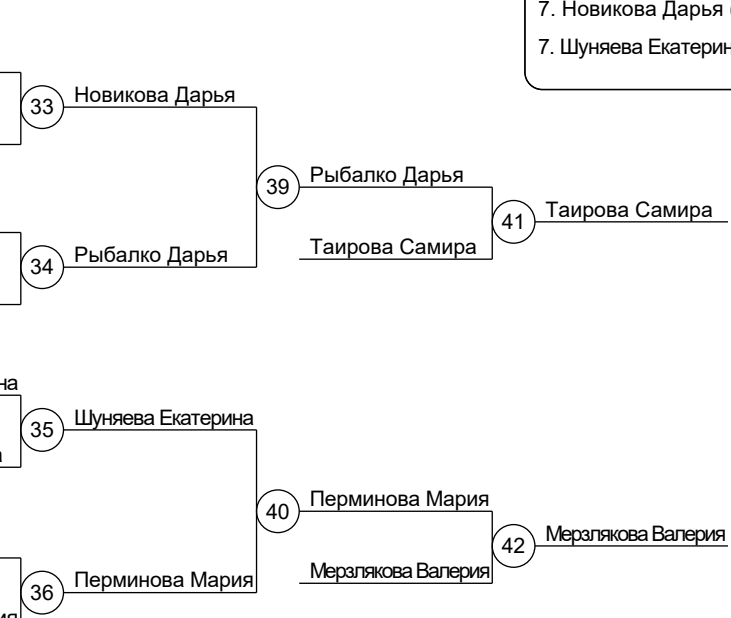 7. Новикова Дарья
7. Шуняева
33 Новикова Дарья
39 Рыбалко Дарья
41 Таирова Самира
Таирова Самира
34 Рыбалко Дарья
35 Шуняева Екатерина
40 Перминова Мария
42 Мерзлякова Валерия
Мерзлякова Валерия
36 Перминова Мария